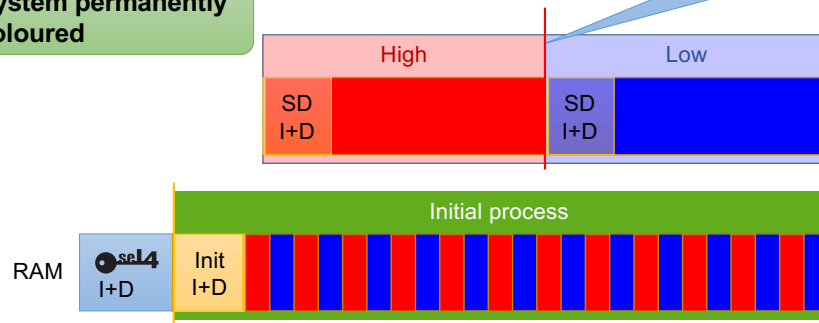 ystem permanently
oloured
High
Low
SD
I+D
SD
I+D
Initial process
RAM
seL4
I+D
Init
I+D